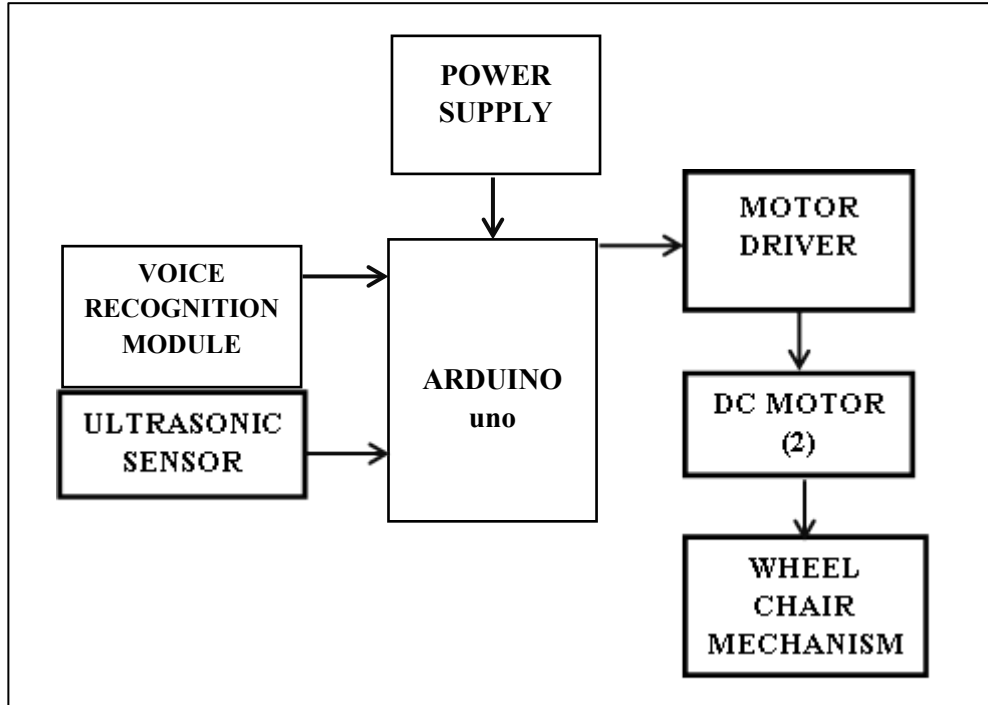 POWER
SUPPLY
MOTOR
DRIVER
VOICE
RECOGNITION
MODULE
ARDUINO
uno
ULTRASONIC
SENSOR
DC MOTOR
(2)
WHEEL
CHAIR
MECHANISM